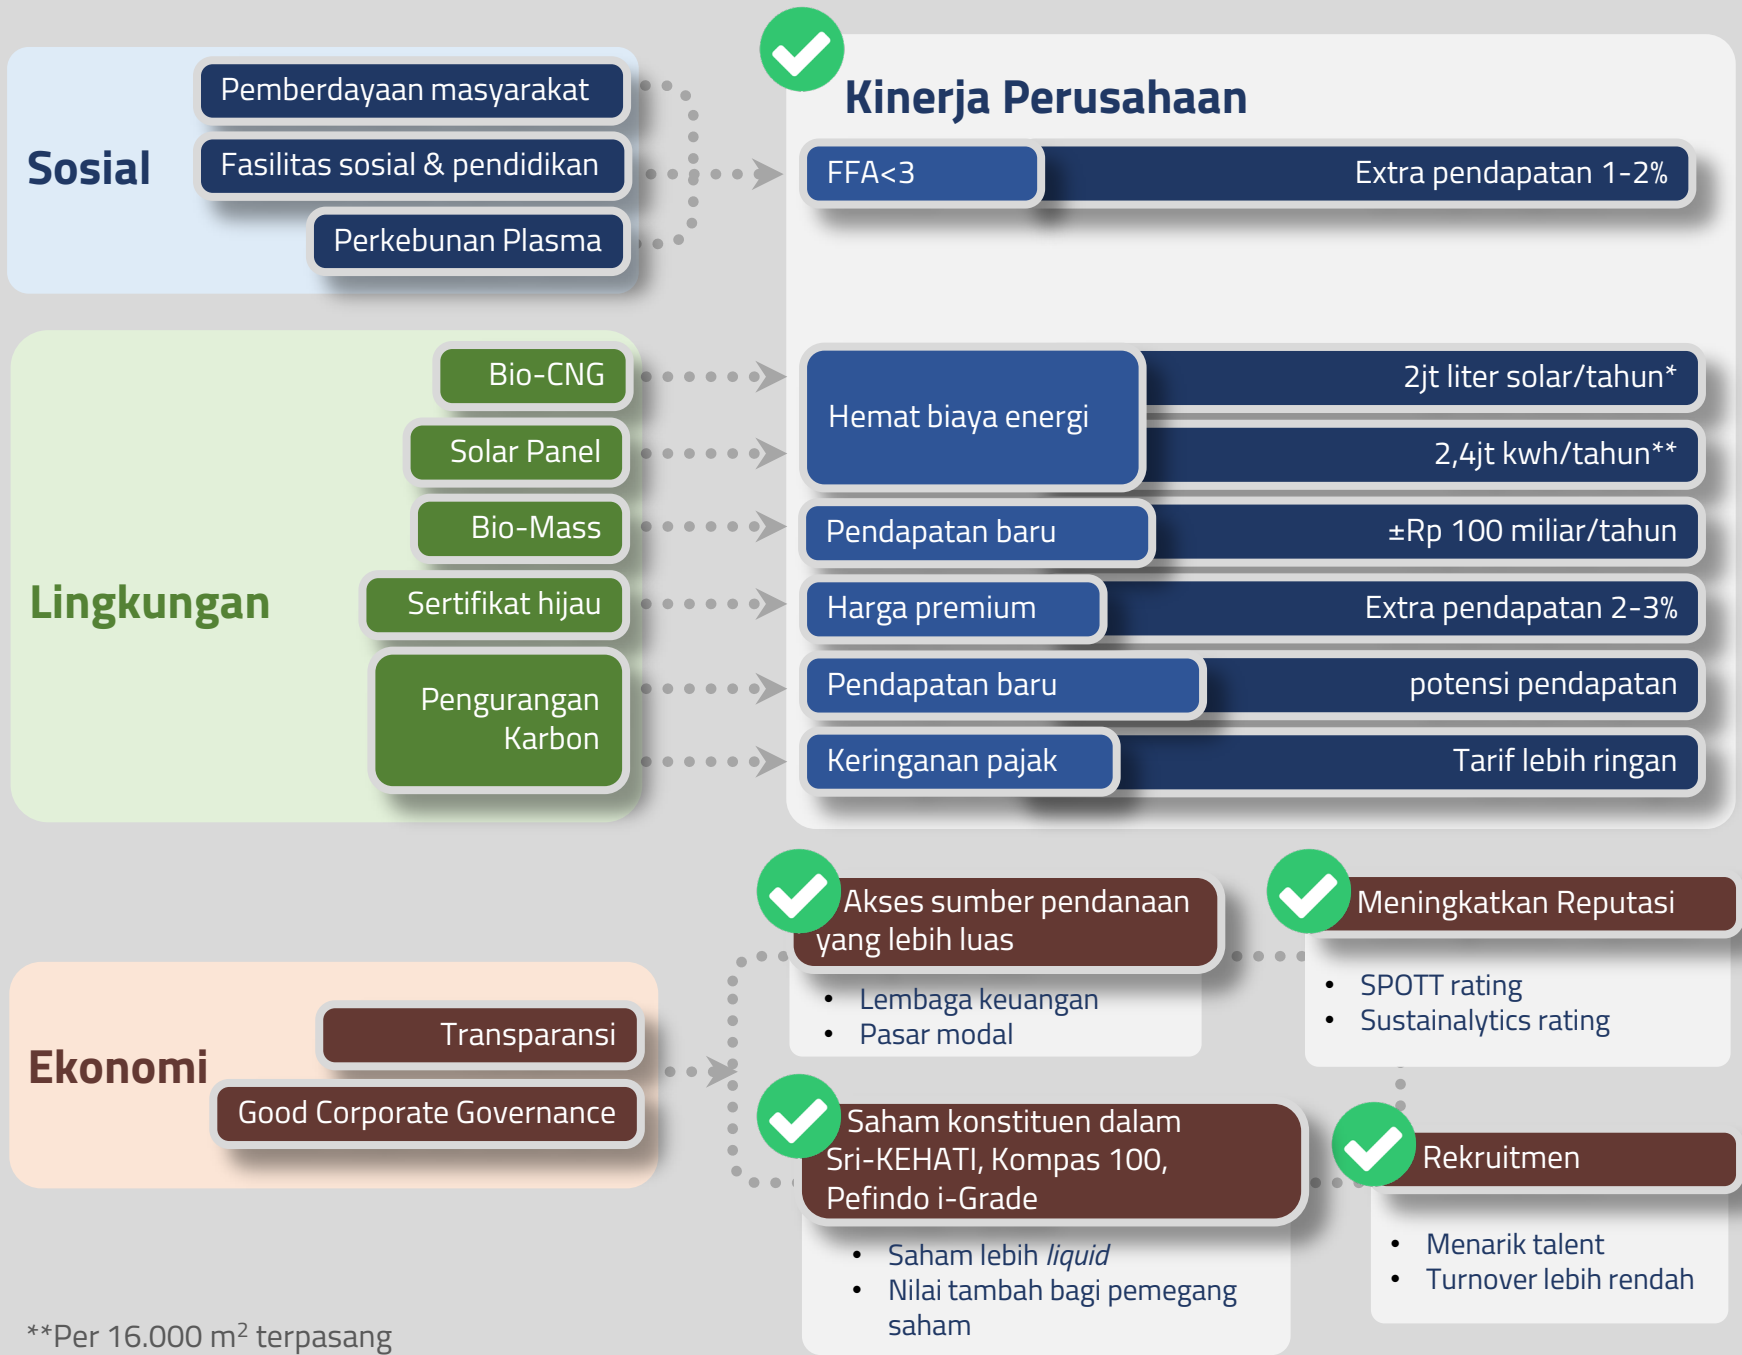 Sosial
Pemberdayaan masyarakat
Fasilitas sosial & pendidikan
Perkebunan Plasma
Kinerja Perusahaan
FFA<3
Extra pendapatan 1-2%
Lingkungan
Bio-CNG
Solar Panel
Bio-Mass
Sertifikat hijau
Pengurangan
Karbon
Hemat biaya energi
2jt liter solar/tahun*
2,4jt kwh/tahun**
Pendapatan baru
±Rp 100 miliar/tahun
Harga premium
Extra pendapatan 2-3%
Pendapatan baru
potensi pendapatan
Keringanan pajak
Tarif lebih ringan
Ekonomi
Transparansi
Good Corporate Governance
Akses sumber pendanaan
yang lebih luas
• Lembaga keuangan
• Pasar modal
Meningkatkan Reputasi
• SPOTT rating
• Sustainalytics rating
Saham konstituen dalam
Sri-KEHATI, Kompas 100,
Pefindo i-Grade
• Saham lebih liquid
• Nilai tambah bagi pemegang
saham
Rekruitmen
• Menarik talent
• Turnover lebih rendah
**Per 16.000 m² terpasang